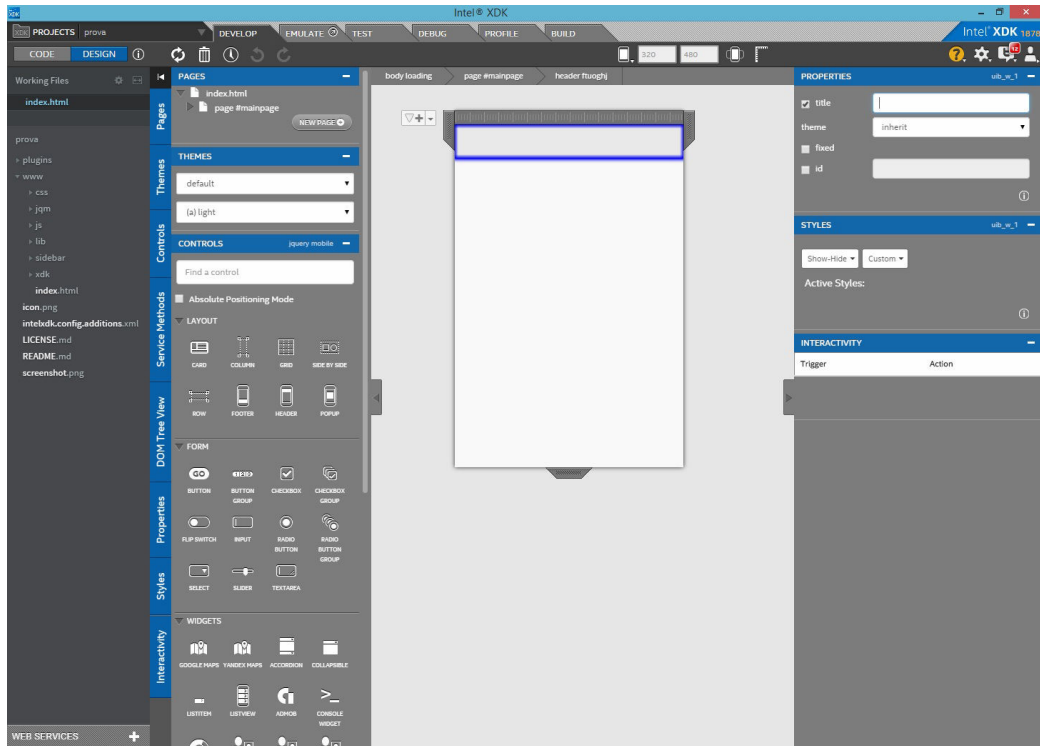 XDK
Intel® XDK
XDK PROJECTS prova
DEVELOP
EMULATE
TEST
DEBUG
PROFILE
BUILD
Intel® XDK 1878
CODE
DESIGN
320
480
Working Files
index.html
prova
plugins
www
css
jqm
js
lib
sidebar
xdk
index.html
icon.png
intelxdk.config.additions.xml
LICENSE.md
README.md
screenshot.png
WEB SERVICES
Pages
Themes
Controls
Service Methods
DOM Tree View
Properties
Styles
Interactivity
PAGES
index.html
page #mainpage
NEW PAGE
THEMES
default
(a) light
CONTROLS jquery mobile
Find a control
Absolute Positioning Mode
LAYOUT
CARD COLUMN GRID SIDE BY SIDE
ROW FOOTER HEADER POPUP
FORM
GO
BUTTON BUTTON GROUP CHECKBOX CHECKBOX GROUP
FLIP SWITCH INPUT RADIO BUTTON RADIO BUTTON GROUP
SELECT SLIDER TEXTAREA
WIDGETS
GOOGLE MAPS YANDEX MAPS ACCORDION COLLAPSIBLE
LISTITEM LISTVIEW ADMOB CONSOLE WIDGET
body loading
page #mainpage
header ftuoghj
PROPERTIES uib_w_1
title
theme inherit
fixed
id
STYLES uib_w_1
Show-Hide Custom
Active Styles:
INTERACTIVITY
Trigger Action